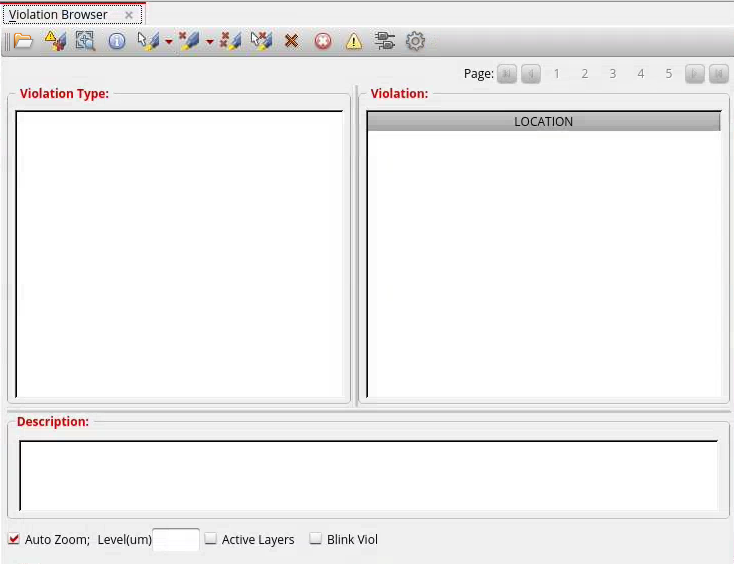 Violation Browser
Page: 1 2 3 4 5
Violation Type:
Violation:
LOCATION
Description:
Auto Zoom; Level(um) Active Layers Blink Viol